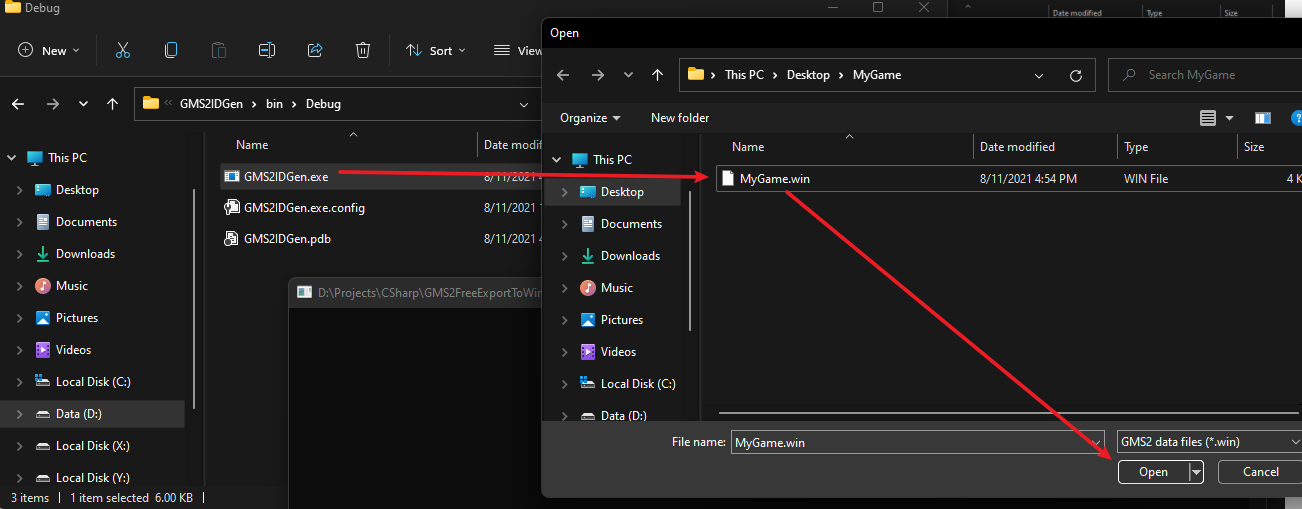 Debug
New
Sort
View
GMS2IDGen
bin
Debug
Name
Date modif
GMS2IDGen.exe
8/11/2021 4:
GMS2IDGen.exe.config
8/11/2021 1
GMS2IDGen.pdb
8/11/2021 4:
This PC
Desktop
Documents
Downloads
Music
Pictures
Videos
Local Disk (C:)
Data (D:)
Local Disk (X:)
Local Disk (Y:)
3 items
1 item selected 6.00 KB
D:\Projects\CSharp\GMS2FreeExportToWin
Date modified Type Size
Open
This PC
Desktop
MyGame
Search MyGame
Organize
New folder
This PC
Desktop
Documents
Downloads
Music
Pictures
Videos
Local Disk (C:)
Data (D:)
Name Date modified Type Size
MyGame.win 8/11/2021 4:54 PM WIN File 4 K
File name: MyGame.win GMS2 data files (*.win)
Open Cancel